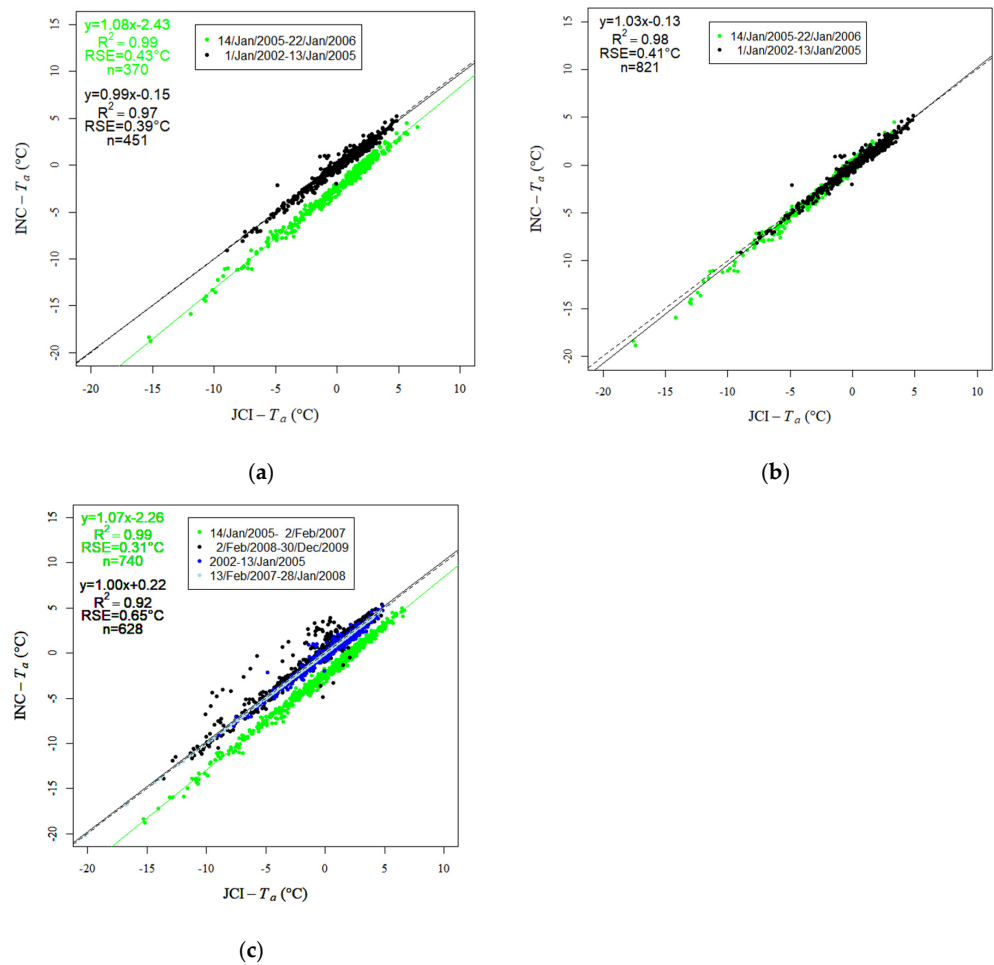 y=1.08x-2.43
R2 = 0.99
RSE=0.43°C
n=370
y=0.99x-0.15
R2 = 0.97
RSE=0.39°C
n=451
14/Jan/2005-22/Jan/2006
1/Jan/2002-13/Jan/2005
15
10
5
0
-5
-10
-15
-20
INC − Ta (°C)
-20 -15 -10 -5 0 5 10
JCI − Ta (°C)
(a)
y=1.03x-0.13
R2 = 0.98
RSE=0.41°C
n=821
14/Jan/2005-22/Jan/2006
1/Jan/2002-13/Jan/2005
15
10
5
0
-5
-10
-15
-20
INC − Ta (°C)
-20 -15 -10 -5 0 5 10
JCI − Ta (°C)
(b)
y=1.07x-2.26
R2 = 0.99
RSE=0.31°C
n=740
y=1.00x+0.22
R2 = 0.92
RSE=0.65°C
n=628
14/Jan/2005- 2/Feb/2007
2/Feb/2008-30/Dec/2009
2002-13/Jan/2005
13/Feb/2007-28/Jan/2008
15
10
5
0
-5
-10
-15
-20
INC − Ta (°C)
-20 -15 -10 -5 0 5 10
JCI − Ta (°C)
(c)